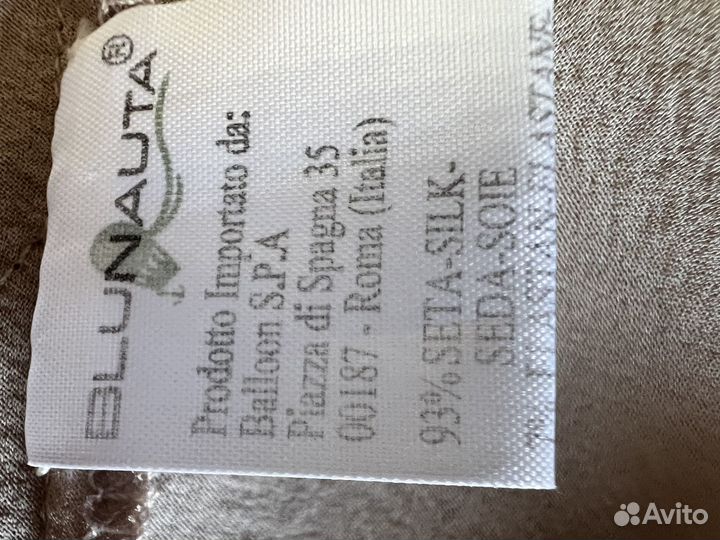 BLUNAUTA®
Prodotto Importato da:
Balloon S.P.A
Piazza di Spagna 35
00187 - Roma (Italia)
93% SETA-SILK-
SEDA-SOIE
Avito